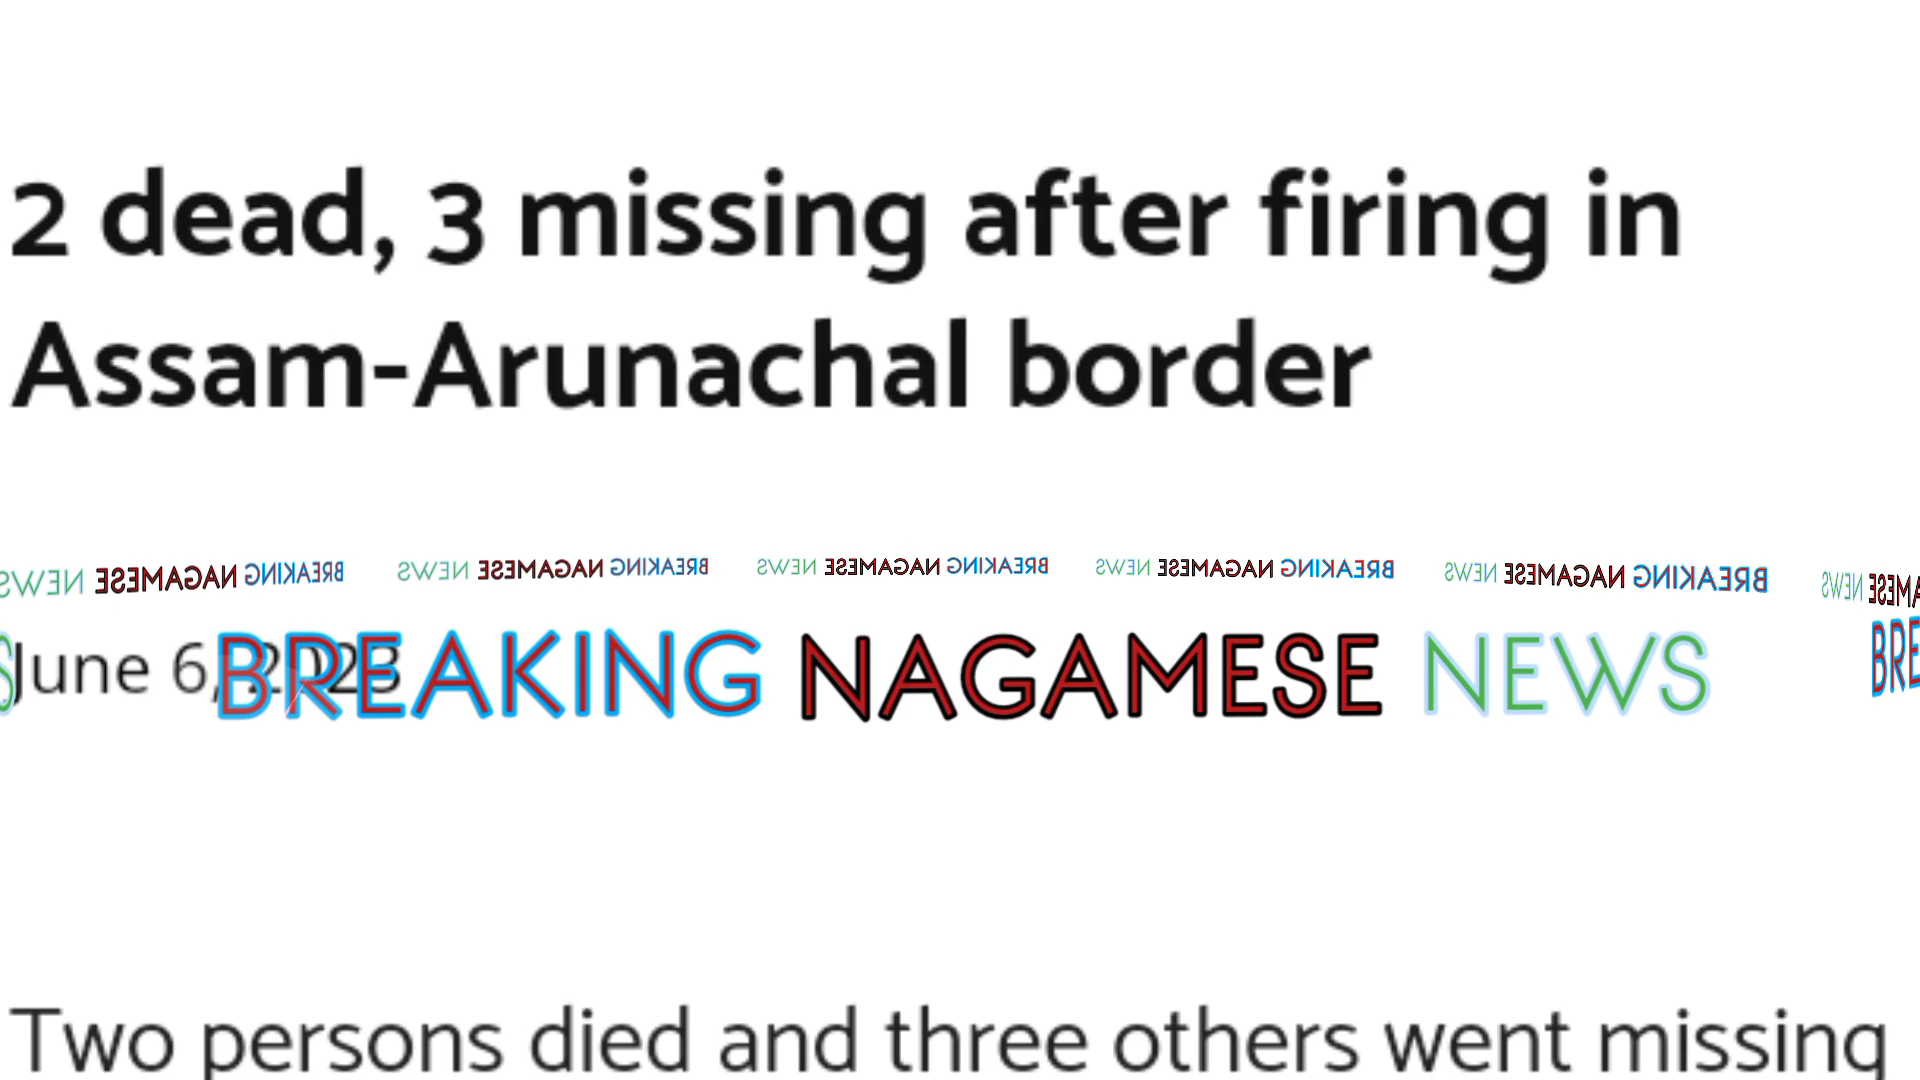 2 dead, 3 missing after firing in
Assam-Arunachal border
NEWS NAGAMESE BREAKING NEWS NAGAMESE BREAKING NEWS NAGAMESE BREAKING NEWS NAGAMESE BREAKING NEWS NAGAMESE BREAKING NEWS
June 6, 2023
BREAKING NAGAMESE NEWS
Two persons died and three others went missing